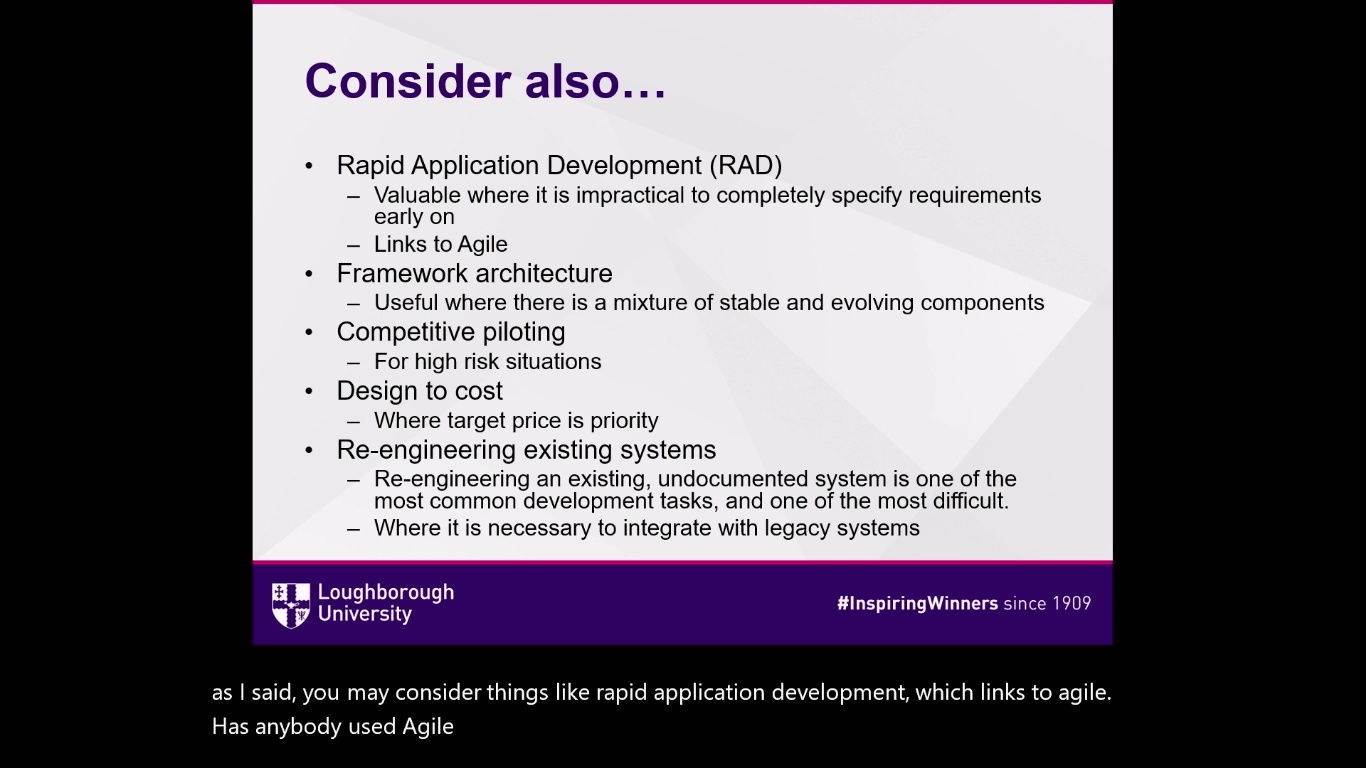 Consider also…
• Rapid Application Development (RAD)
– Valuable where it is impractical to completely specify requirements
early on
– Links to Agile
• Framework architecture
– Useful where there is a mixture of stable and evolving components
• Competitive piloting
– For high risk situations
• Design to cost
– Where target price is priority
• Re-engineering existing systems
– Re-engineering an existing, undocumented system is one of the
most common development tasks, and one of the most difficult.
– Where it is necessary to integrate with legacy systems
Loughborough
University
#InspiringWinners since 1909
as I said, you may consider things like rapid application development, which links to agile.
Has anybody used Agile